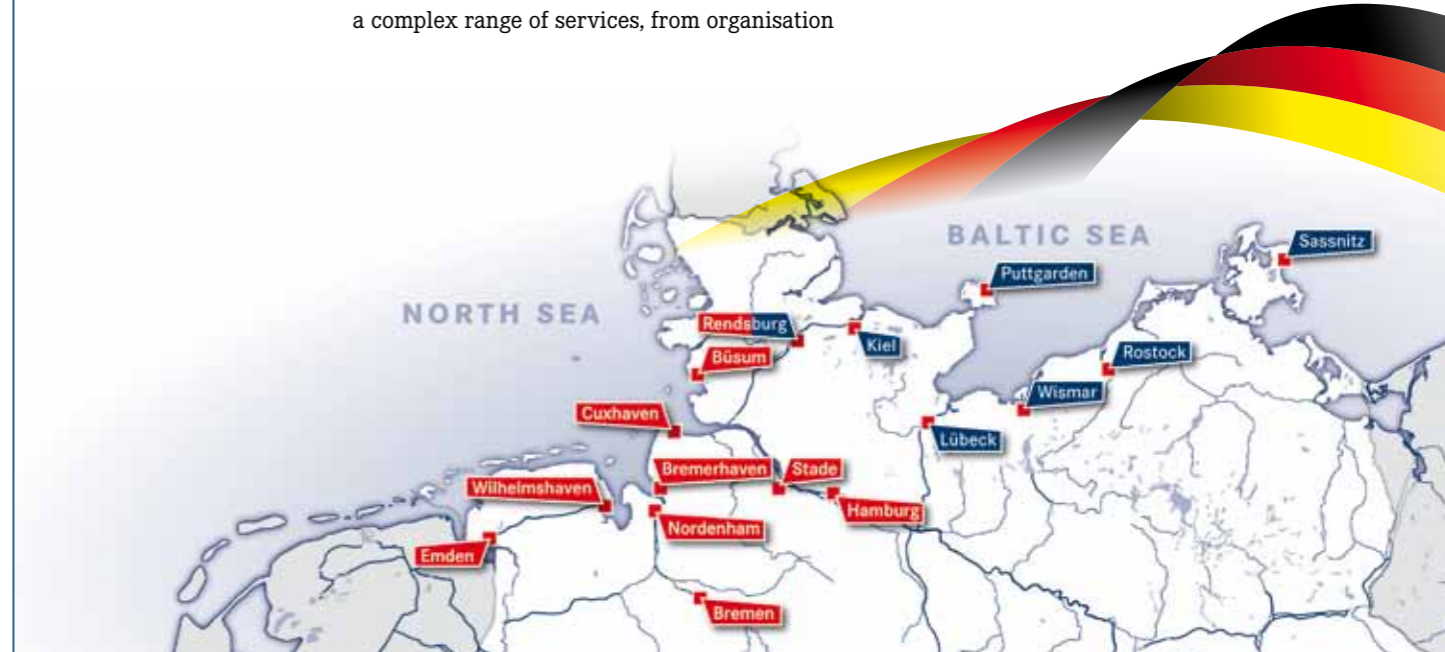 a complex range of services, from organisation
BALTIC SEA
Sassnitz
Puttgarden
NORTH SEA
Rendsburg
Kiel
Büsum
Rostock
Wismar
Cuxhaven
Lübeck
Bremerhaven
Stade
Wilhelmshaven
Hamburg
Nordenham
Emden
Bremen